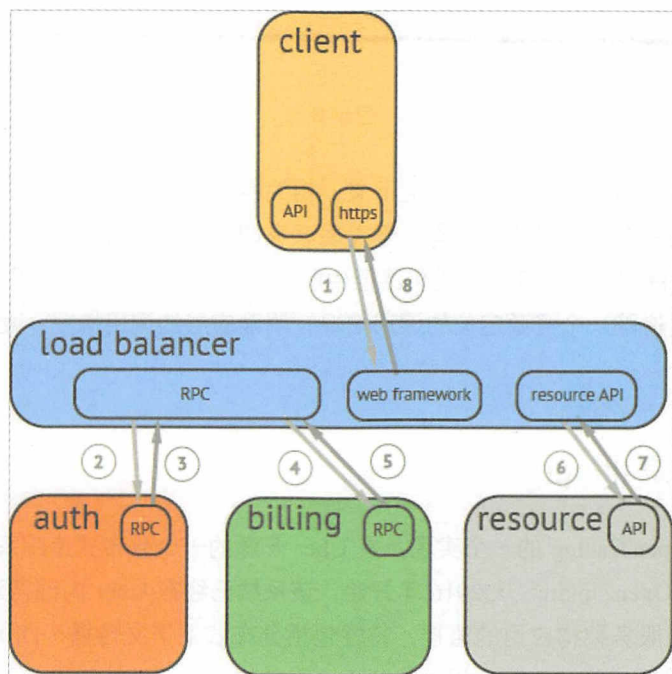 client
API
https
1
8
load balancer
RPC
web framework
resource API
2
3
4
5
6
7
auth
RPC
billing
RPC
resource
API